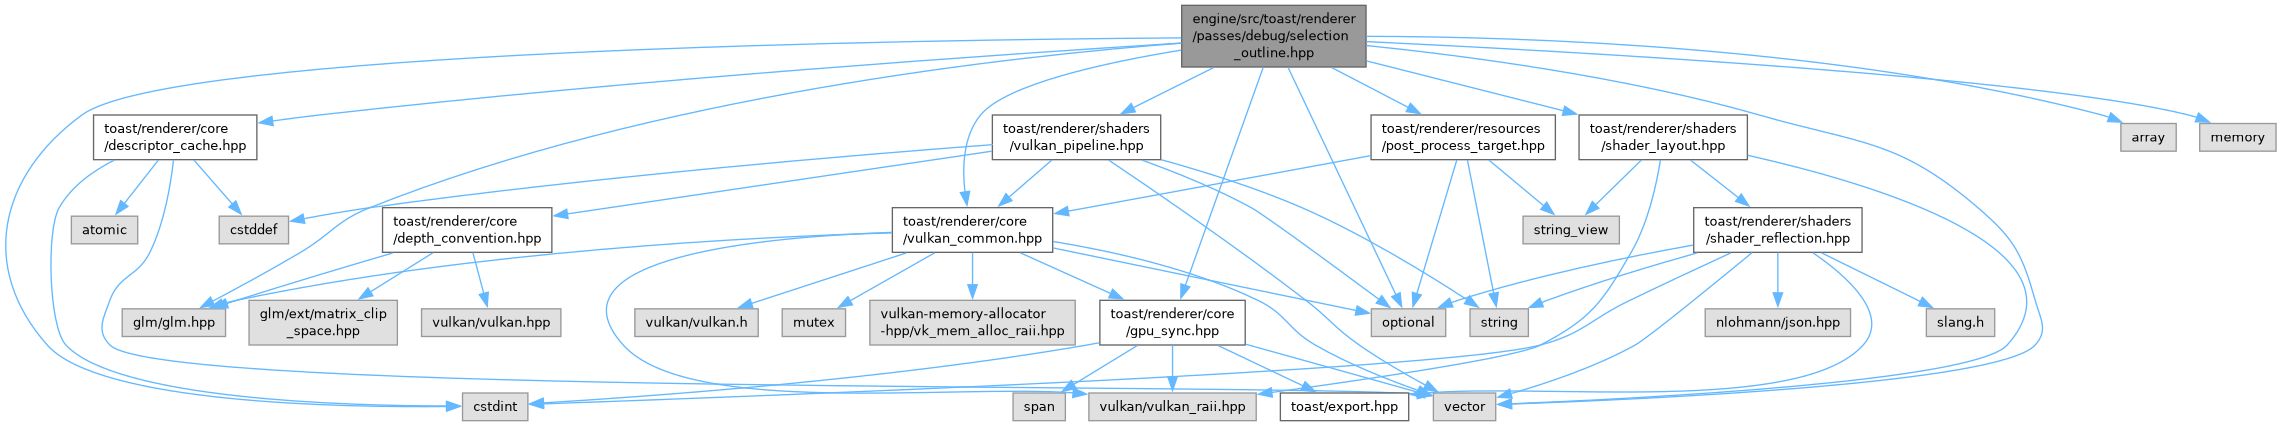 engine/src/toast/renderer
/passes/debug/selection
_outline.hpp
toast/renderer/core
/descriptor_cache.hpp
toast/renderer/shaders
/vulkan_pipeline.hpp
toast/renderer/resources
/post_process_target.hpp
toast/renderer/shaders
/shader_layout.hpp
array
memory
atomic
cstddef
toast/renderer/core
/depth_convention.hpp
toast/renderer/core
/vulkan_common.hpp
string_view
toast/renderer/shaders
/shader_reflection.hpp
glm/glm.hpp
glm/ext/matrix_clip
_space.hpp
vulkan/vulkan.hpp
vulkan/vulkan.h
mutex
vulkan-memory-allocator
-hpp/vk_mem_alloc_raii.hpp
toast/renderer/core
/gpu_sync.hpp
optional
string
nlohmann/json.hpp
slang.h
cstdint
span
vulkan/vulkan_raii.hpp
toast/export.hpp
vector